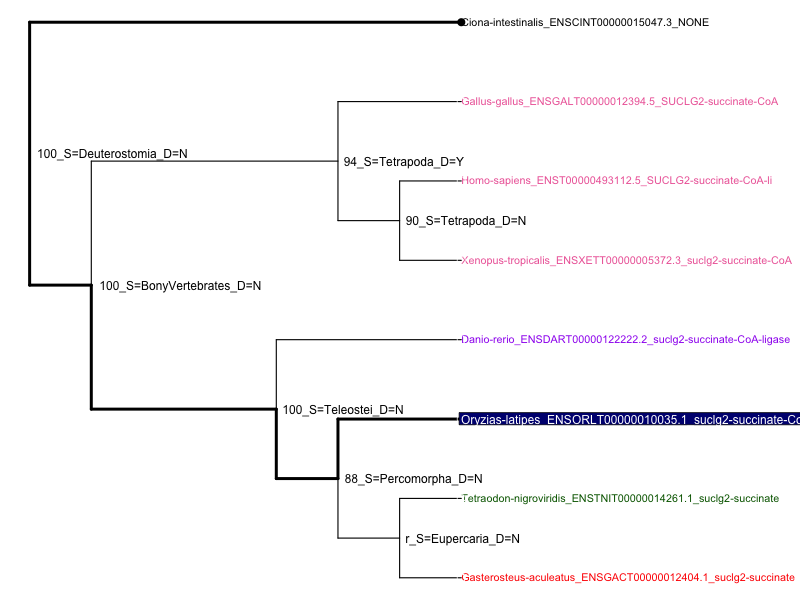 Ciona-intestinalis_ENSCINT00000015047.3_NONE
Gallus-gallus_ENSGALT00000012394.5_SUCLG2-succinate-CoA
100_S=Deuterostomia_D=N
94_S=Tetrapoda_D=Y
Homo-sapiens_ENST00000493112.5_SUCLG2-succinate-CoA-li
90_S=Tetrapoda_D=N
Xenopus-tropicalis_ENSXETT00000005372.3_suclg2-succinate-CoA
100_S=BonyVertebrates_D=N
Danio-rerio_ENSDART00000122222.2_suclg2-succinate-CoA-ligase
100_S=Teleostei_D=N
Oryzias-latipes_ENSORLT00000010035.1_suclg2-succinate-Co
88_S=Percomorpha_D=N
Tetraodon-nigroviridis_ENSTNIT00000014261.1_suclg2-succinate
r_S=Eupercaria_D=N
Gasterosteus-aculeatus_ENSGACT00000012404.1_suclg2-succinate